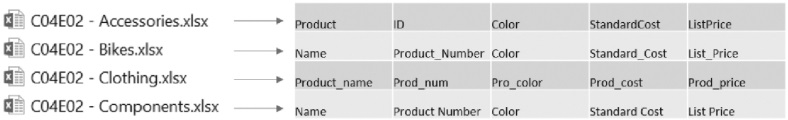 C04E02 - Accessories.xlsx Product ID Color StandardCost ListPrice
C04E02 - Bikes.xlsx Name Product_Number Color Standard_Cost List_Price
C04E02 - Clothing.xlsx Product_name Prod_num Pro_color Prod_cost Prod_price
C04E02 - Components.xlsx Name Product Number Color Standard Cost List Price